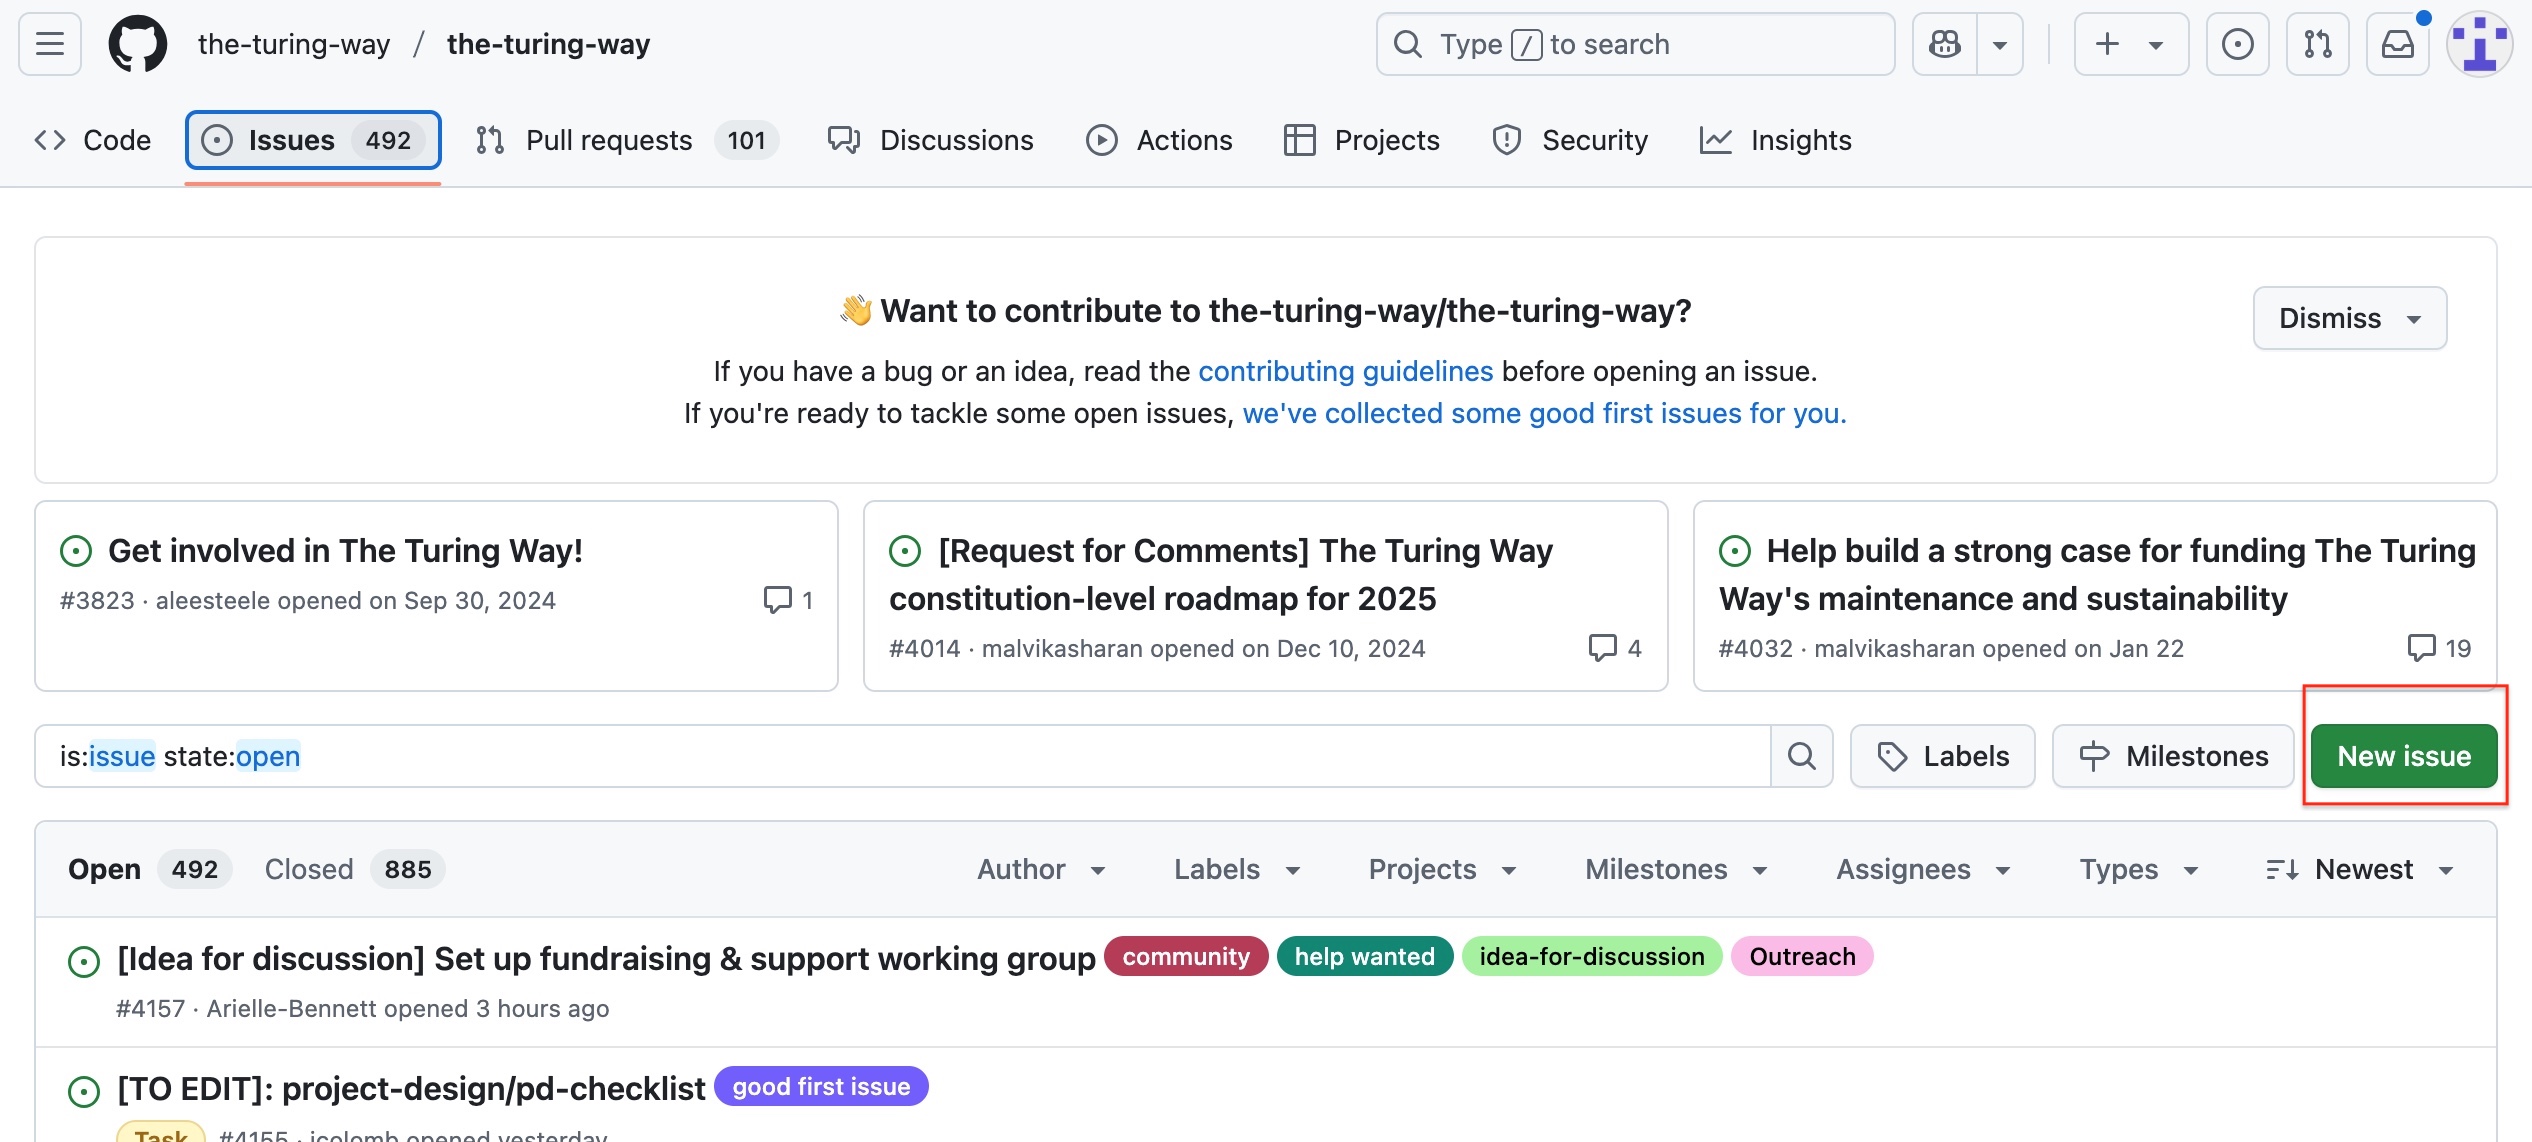 the-turing-way / the-turing-way
Type / to search
Code
Issues 492
Pull requests 101
Discussions
Actions
Projects
Security
Insights
👋 Want to contribute to the-turing-way/the-turing-way?
Dismiss
If you have a bug or an idea, read the contributing guidelines before opening an issue.
If you're ready to tackle some open issues, we've collected some good first issues for you.
Get involved in The Turing Way!
#3823 · aleesteele opened on Sep 30, 2024
1
[Request for Comments] The Turing Way
constitution-level roadmap for 2025
#4014 · malvikasharan opened on Dec 10, 2024
4
Help build a strong case for funding The Turing
Way's maintenance and sustainability
#4032 · malvikasharan opened on Jan 22
19
is:issue state:open
Labels
Milestones
New issue
Open 492
Closed 885
Author
Labels
Projects
Milestones
Assignees
Types
Newest
[Idea for discussion] Set up fundraising & support working group community help wanted idea-for-discussion Outreach
#4157 · Arielle-Bennett opened 3 hours ago
[TO EDIT]: project-design/pd-checklist good first issue
Task #4155 · jcolomb opened yesterday